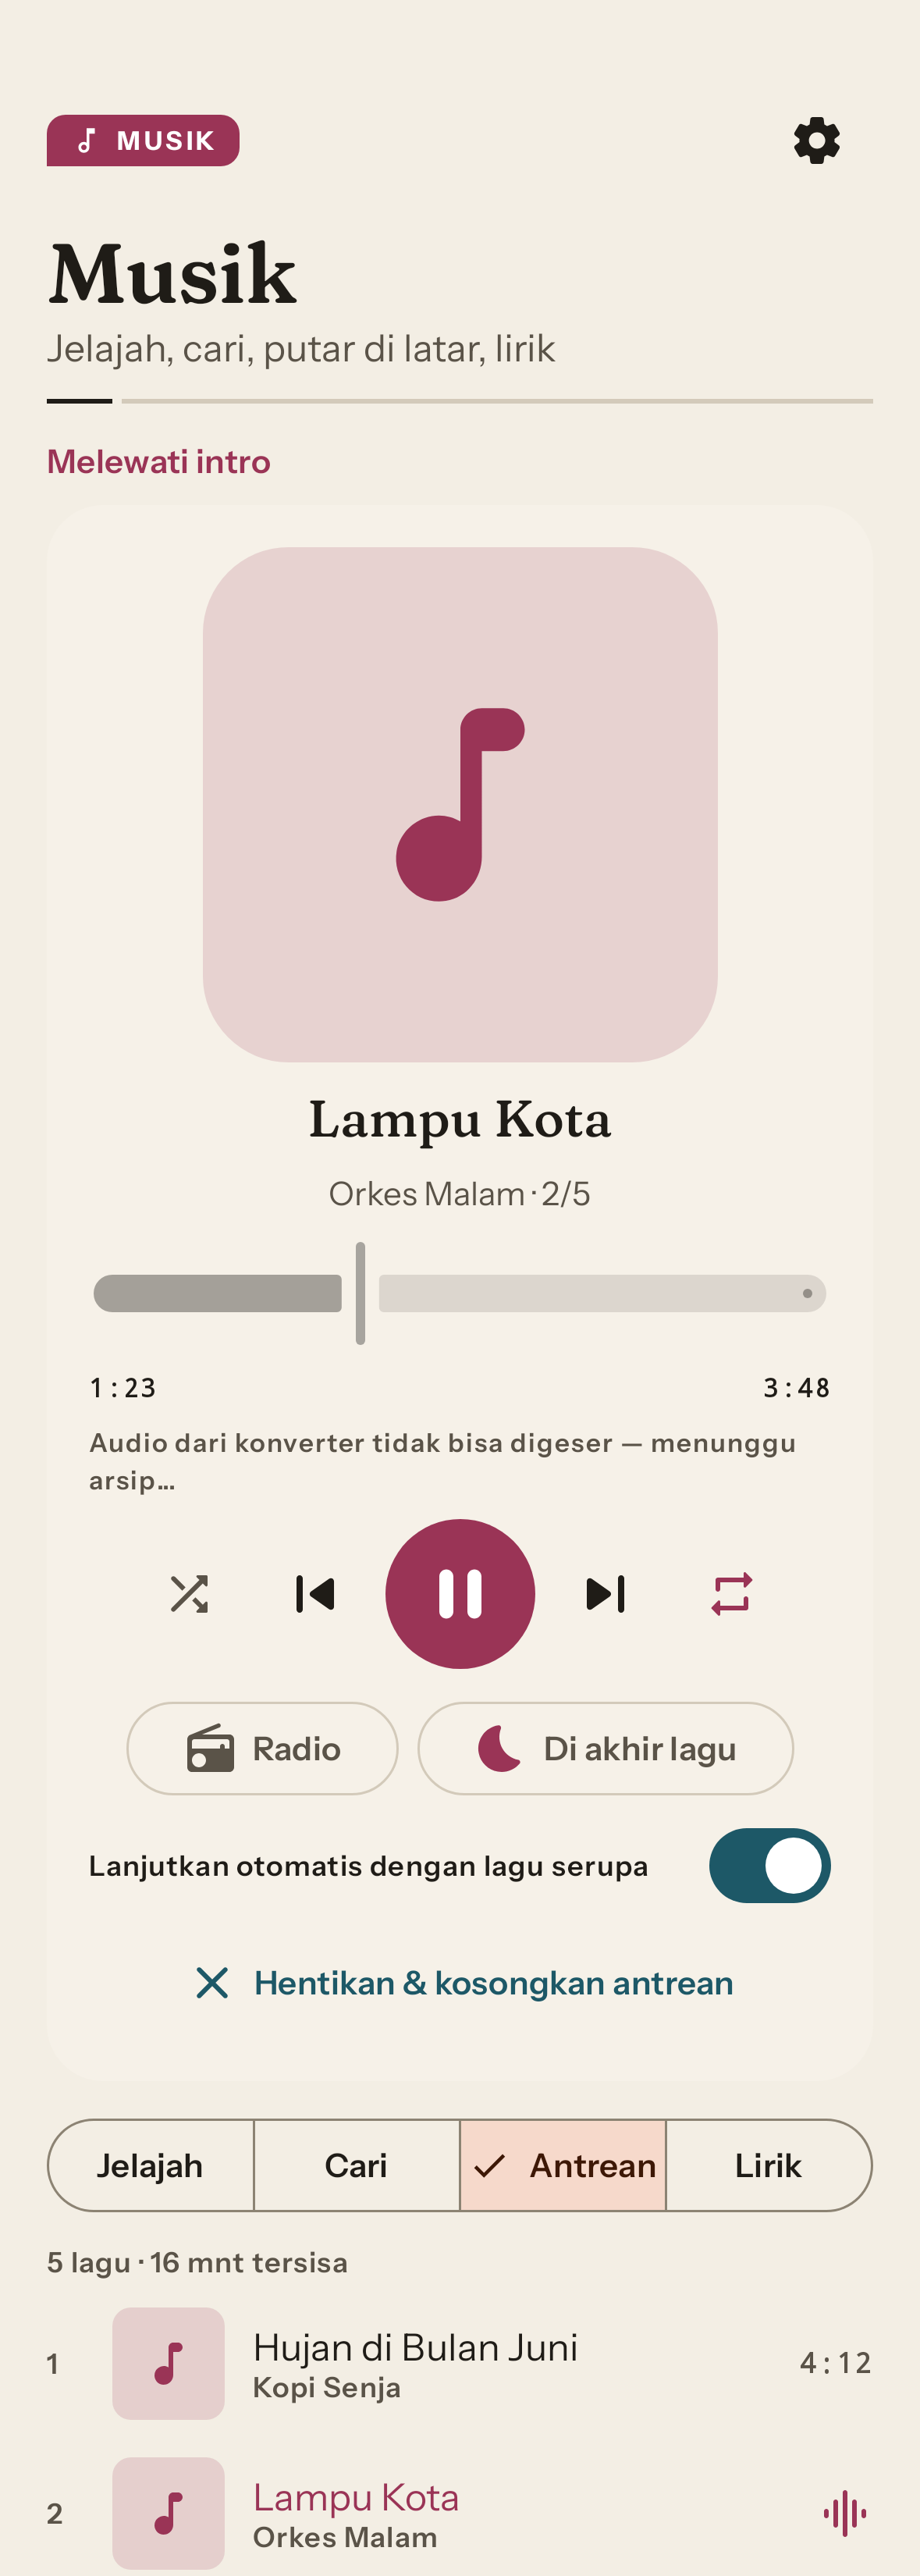 MUSIK
Musik
Jelajah, cari, putar di latar, lirik
Melewati intro
Lampu Kota
Orkes Malam · 2/5
1:23
3:48
Audio dari konverter tidak bisa digeser — menunggu
arsip…
Radio
Di akhir lagu
Lanjutkan otomatis dengan lagu serupa
Hentikan & kosongkan antrean
Jelajah
Cari
Antrean
Lirik
5 lagu · 16 mnt tersisa
1
Hujan di Bulan Juni
Kopi Senja
4:12
2
Lampu Kota
Orkes Malam